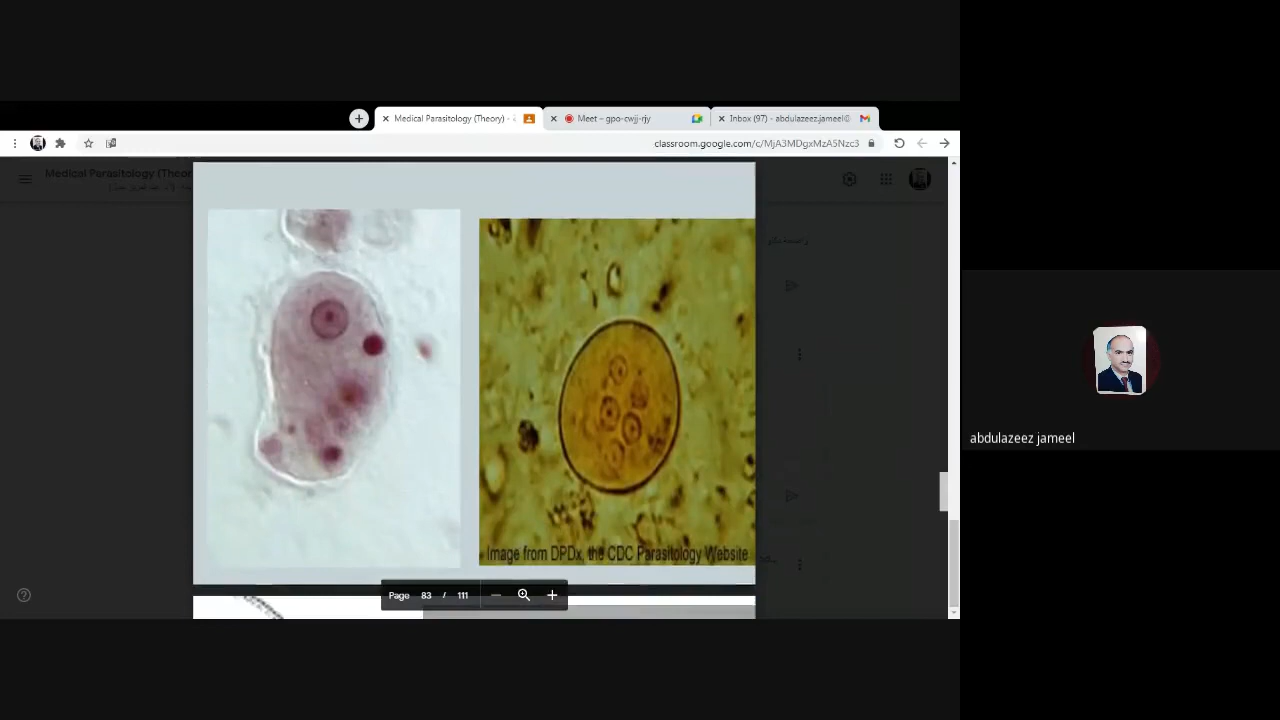 Medical Parasitology (Theory) -
Meet – gpo-cwjj-rjy
Inbox (97) - abdulazeez.jameel@
classroom.google.com/c/MjA3MDgxMzA5Nzc3
Medical Parasitology (Theor
Image from DPDx, the CDC Parasitology Website
Page 83 / 111
abdulazeez jameel